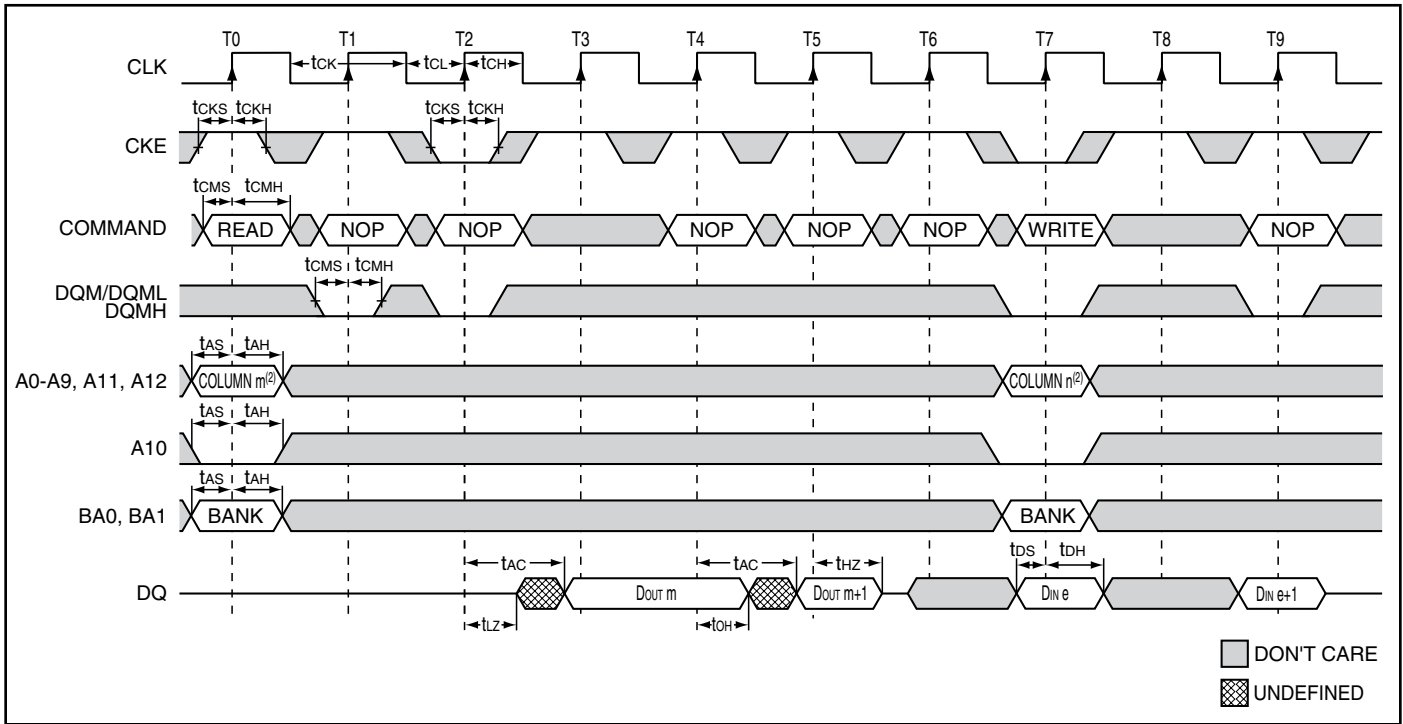 T0 T1 T2 T3 T4 T5 T6 T7 T8 T9
CLK tCK tCL tCH
tCKS tCKH tCKS tCKH
CKE
tCMS tCMH
COMMAND READ NOP NOP NOP NOP NOP WRITE NOP
tCMS tCMH
DQM/DQML
DQMH
tAS tAH
A0-A9, A11, A12 COLUMN m(2) COLUMN n(2)
tAS tAH
A10
tAS tAH
BA0, BA1 BANK BANK
tAC tAC tHZ tDS tDH
DQ DOUT m DOUT m+1 DIN e DIN e+1
tLZ tOH
DON'T CARE
UNDEFINED